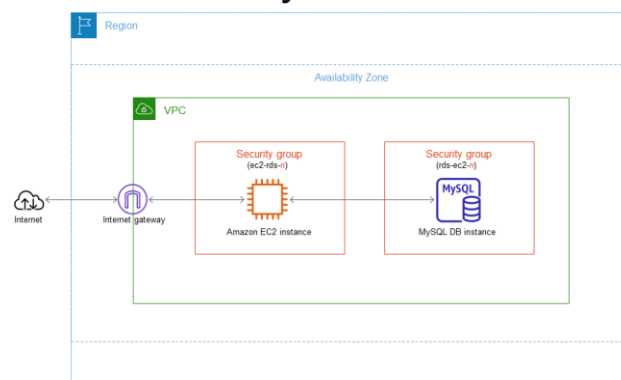 Region
Availability Zone
VPC
Security group
(ec2-rds-n)
Security group
(rds-ec2-n)
MySQL
Internet
Internet gateway
Amazon EC2 instance
MySQL DB instance